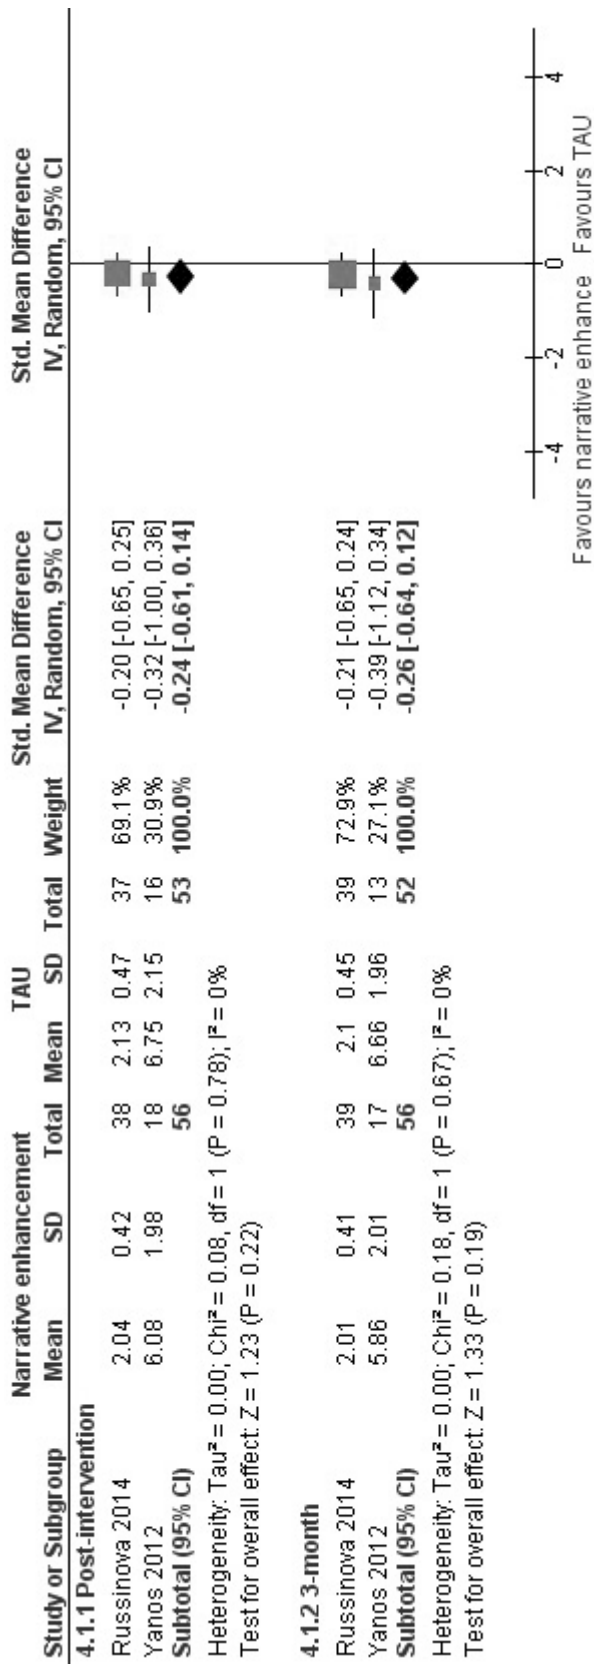 Narrative enhancement TAU Std. Mean Difference Std. Mean Difference
Study or Subgroup Mean SD Total Mean SD Total Weight IV, Random, 95% CI IV, Random, 95% CI
4.1.1 Post-intervention
Russinova 2014 2.04 0.42 38 2.13 0.47 37 69.1% -0.20 [-0.65, 0.25]
Yanos 2012 6.08 1.98 18 6.75 2.15 16 30.9% -0.32 [-1.00, 0.36]
Subtotal (95% CI) 56 53 100.0% -0.24 [-0.61, 0.14]
Heterogeneity: Tau² = 0.00; Chi² = 0.08, df = 1 (P = 0.78); I² = 0%
Test for overall effect: Z = 1.23 (P = 0.22)
4.1.2 3-month
Russinova 2014 2.01 0.41 39 2.1 0.45 39 72.9% -0.21 [-0.65, 0.24]
Yanos 2012 5.86 2.01 17 6.66 1.96 13 27.1% -0.39 [-1.12, 0.34]
Subtotal (95% CI) 56 52 100.0% -0.26 [-0.64, 0.12]
Heterogeneity: Tau² = 0.00; Chi² = 0.18, df = 1 (P = 0.67); I² = 0%
Test for overall effect: Z = 1.33 (P = 0.19)
-4 -2 0 2 4
Favours narrative enhance Favours TAU